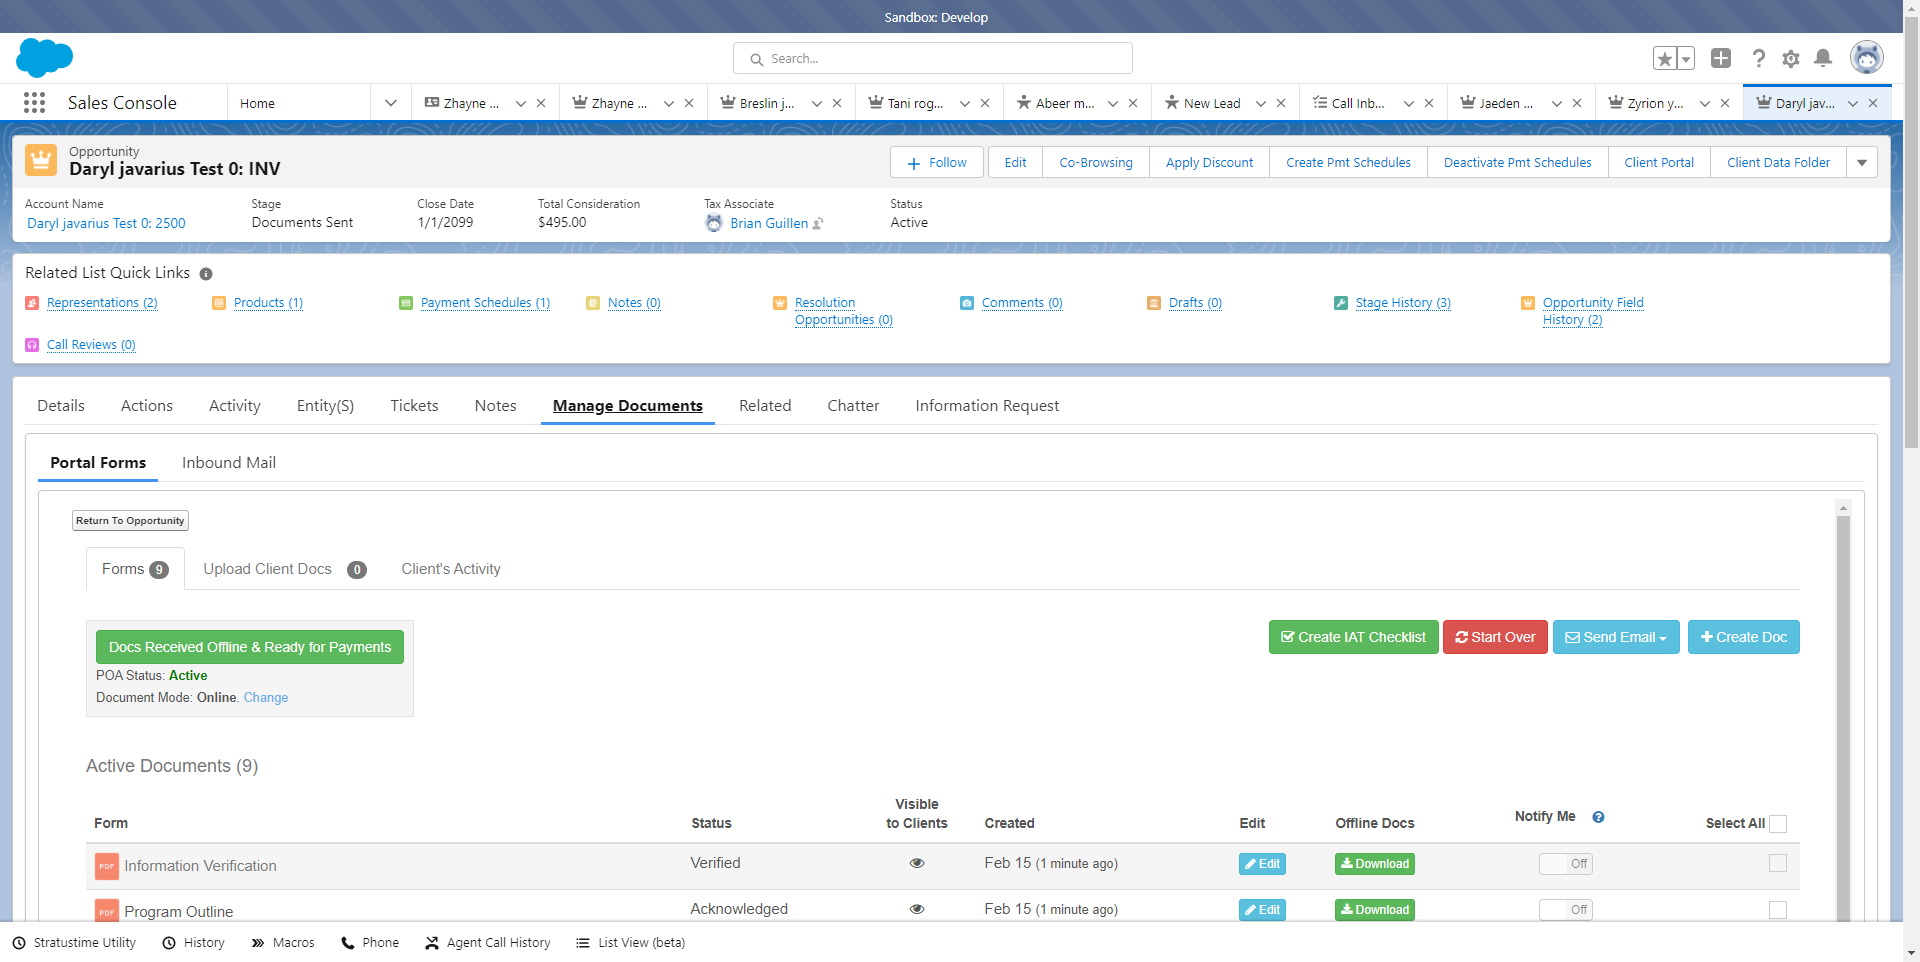 Sandbox: Develop
Search...
Sales Console
Home
Zhayne ...
Zhayne ...
Breslin j...
Tani rog...
Abeer m...
New Lead
Call Inb...
Jaeden ...
Zyrion y...
Daryl jav...
Opportunity
Daryl javarius Test 0: INV
Follow
Edit
Co-Browsing
Apply Discount
Create Pmt Schedules
Deactivate Pmt Schedules
Client Portal
Client Data Folder
Account Name
Stage
Close Date
Total Consideration
Tax Associate
Status
Daryl javarius Test 0: 2500
Documents Sent
1/1/2099
$495.00
Brian Guillen
Active
Related List Quick Links
Representations (2)
Products (1)
Payment Schedules (1)
Notes (0)
Resolution
Opportunities (0)
Comments (0)
Drafts (0)
Stage History (3)
Opportunity Field
History (2)
Call Reviews (0)
Details
Actions
Activity
Entity(S)
Tickets
Notes
Manage Documents
Related
Chatter
Information Request
Portal Forms
Inbound Mail
Return To Opportunity
Forms 9
Upload Client Docs 0
Client's Activity
Docs Received Offline & Ready for Payments
POA Status: Active
Document Mode: Online. Change
Create IAT Checklist
Start Over
Send Email
Create Doc
Active Documents (9)
Form
Status
Visible
to Clients
Created
Edit
Offline Docs
Notify Me
Select All
PDF
Information Verification
Verified
Feb 15 (1 minute ago)
Edit
Download
Off
PDF
Program Outline
Acknowledged
Feb 15 (1 minute ago)
Edit
Download
Off
Stratustime Utility
History
Macros
Phone
Agent Call History
List View (beta)